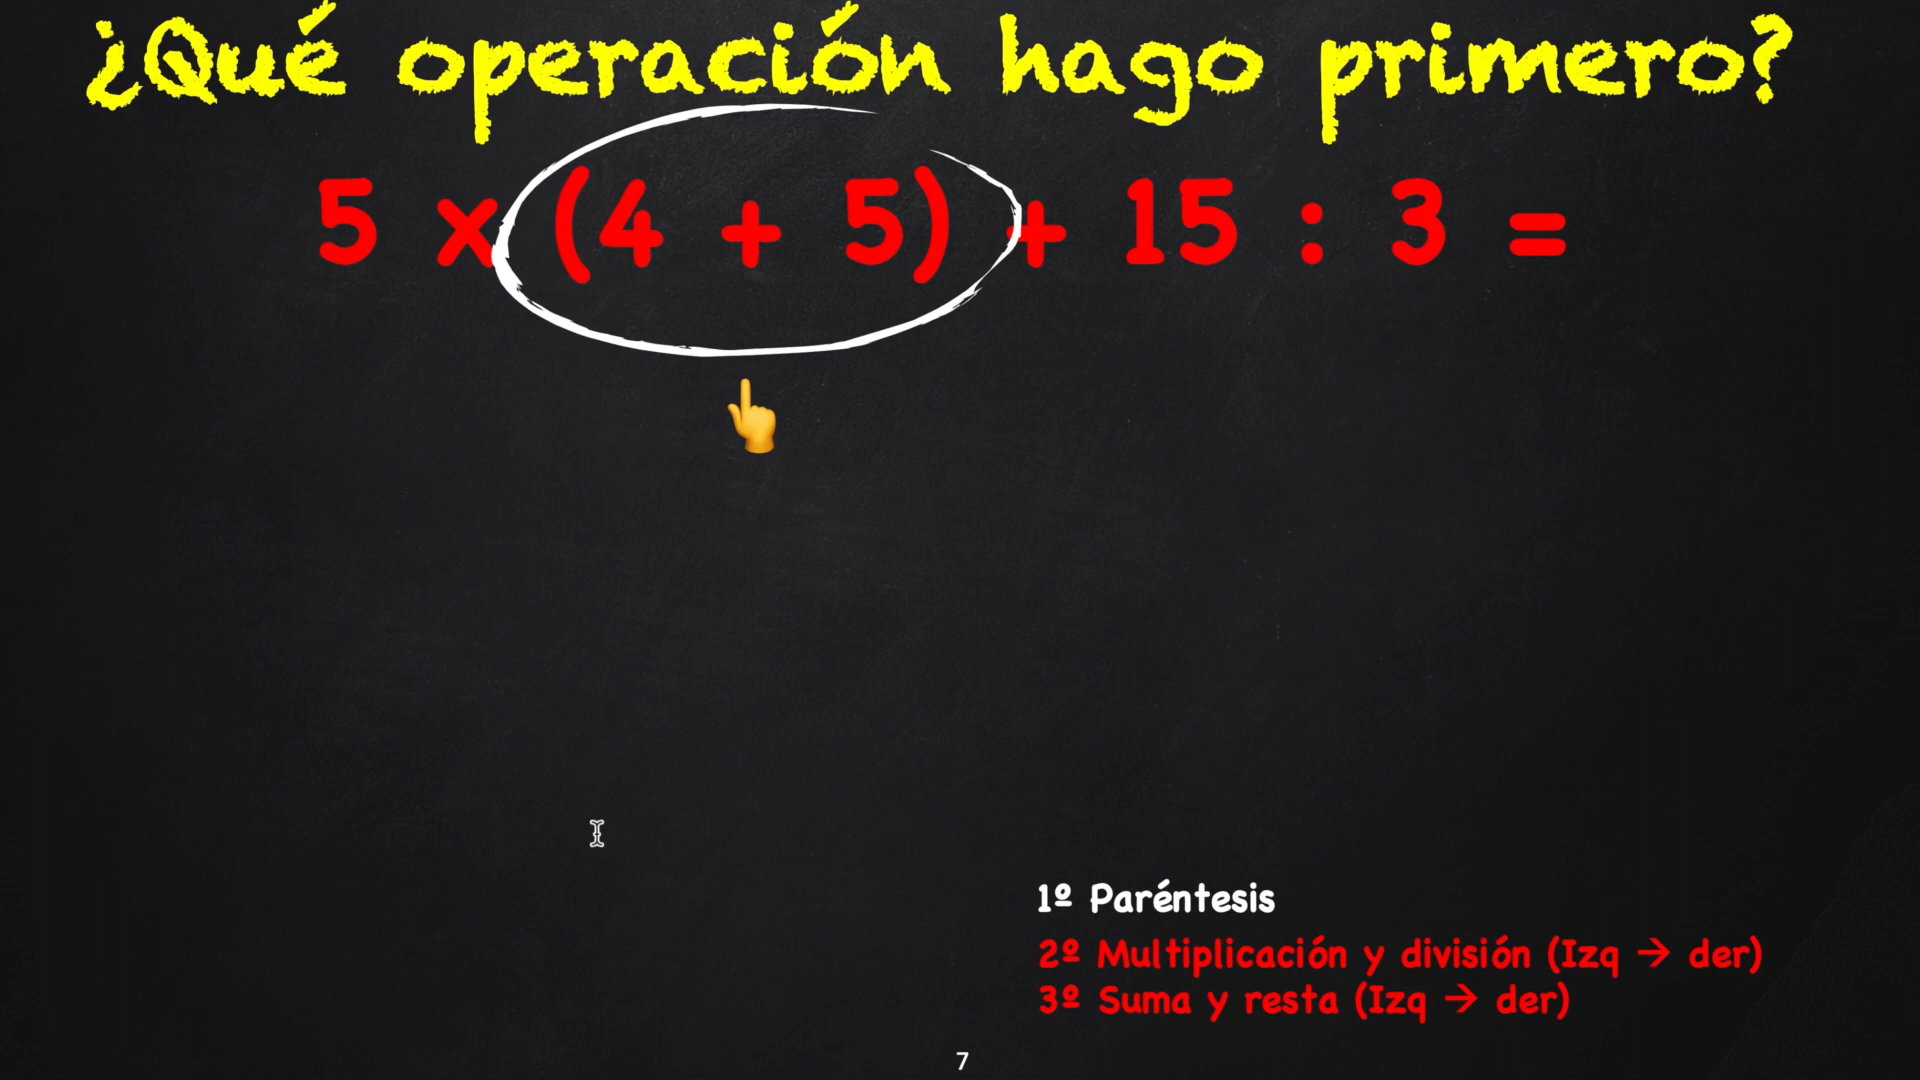 ¿Qué operación hago primero?
5 x (4 + 5) + 15 : 3 =
1º Paréntesis
2º Multiplicación y división (Izq → der)
3º Suma y resta (Izq → der)
7